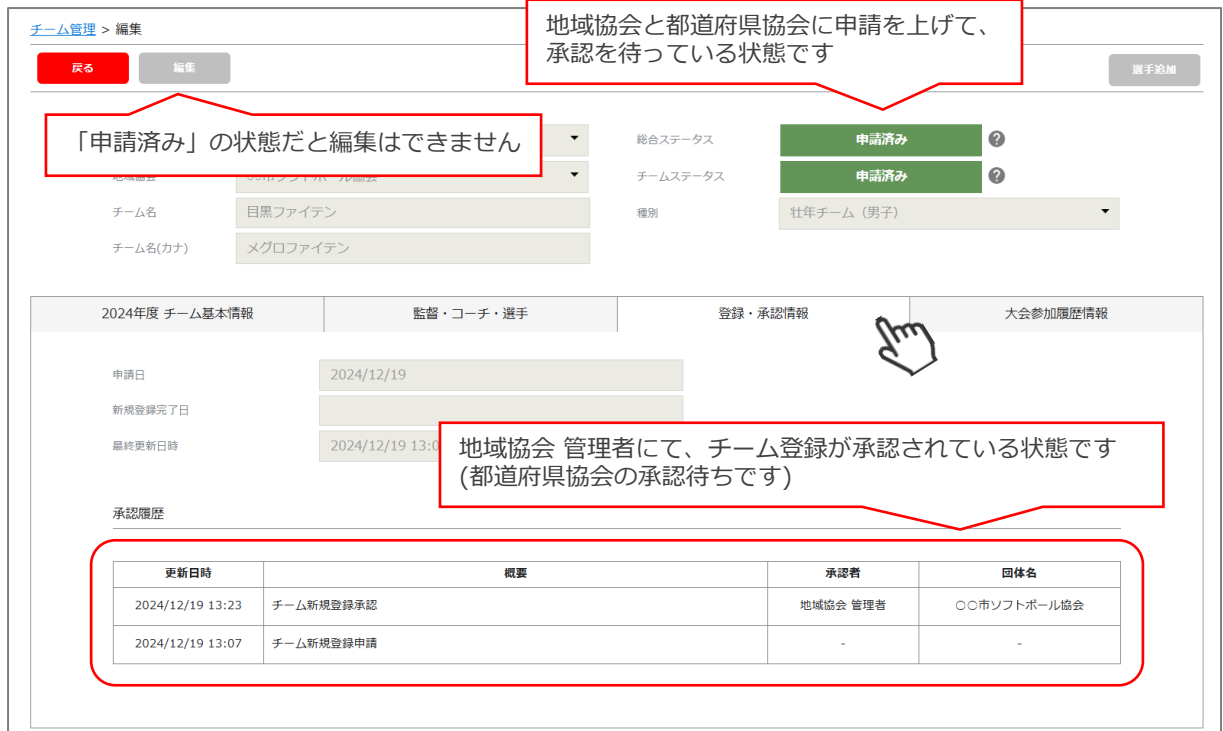 チーム管理 > 編集
地域協会と都道府県協会に申請を上げて、
承認を待っている状態です
戻る
編集
選手追加
「申請済み」の状態だと編集はできません
総合ステータス
申請済み
?
チームステータス
申請済み
?
チーム名
目黒ファイテン
種別
壮年チーム（男子）
チーム名(カナ)
メグロファイテン
2024年度 チーム基本情報
監督・コーチ・選手
登録・承認情報
大会参加履歴情報
申請日
2024/12/19
新規登録完了日
最終更新日時
2024/12/19 13:0
地域協会 管理者にて、チーム登録が承認されている状態です
(都道府県協会の承認待ちです)
承認履歴
更新日時 概要 承認者 団体名
2024/12/19 13:23 チーム新規登録承認 地域協会 管理者 ○○市ソフトボール協会
2024/12/19 13:07 チーム新規登録申請 - -